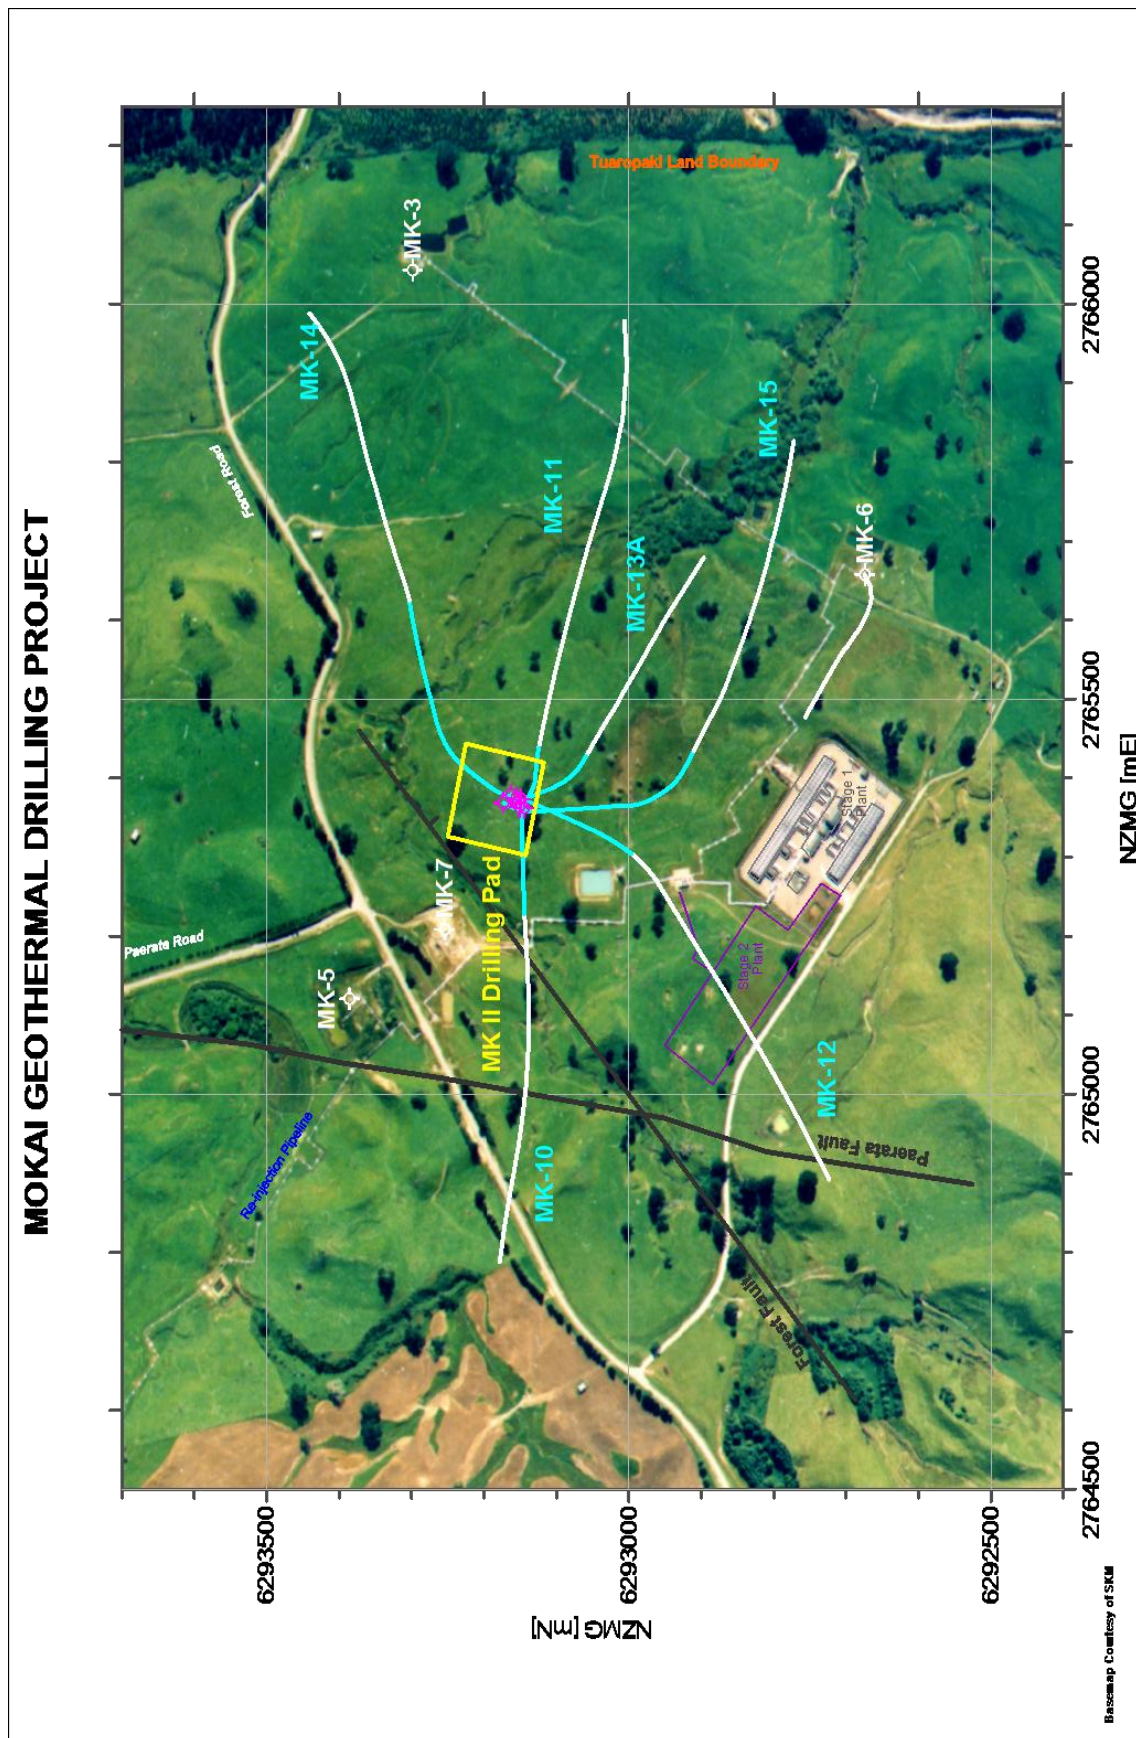 MOKAI GEOTHERMAL DRILLING PROJECT
Tuaropaki Land Boundary
MK-3
MK-14
MK-11
MK-15
Forest Road
MK-13A
MK-6
Stage 1
Plant
MK-7
MK II Drilling Pad
Paerata Road
MK-5
Stage 2
Plant
MK-12
Re-injection Pipeline
MK-10
Paerata Fault
Forest Fault
6293500
6293000
6292500
NZMG [mN]
2764500
2765000
2765500
2766000
NZMG [mE]
Basemap Courtesy of SKM